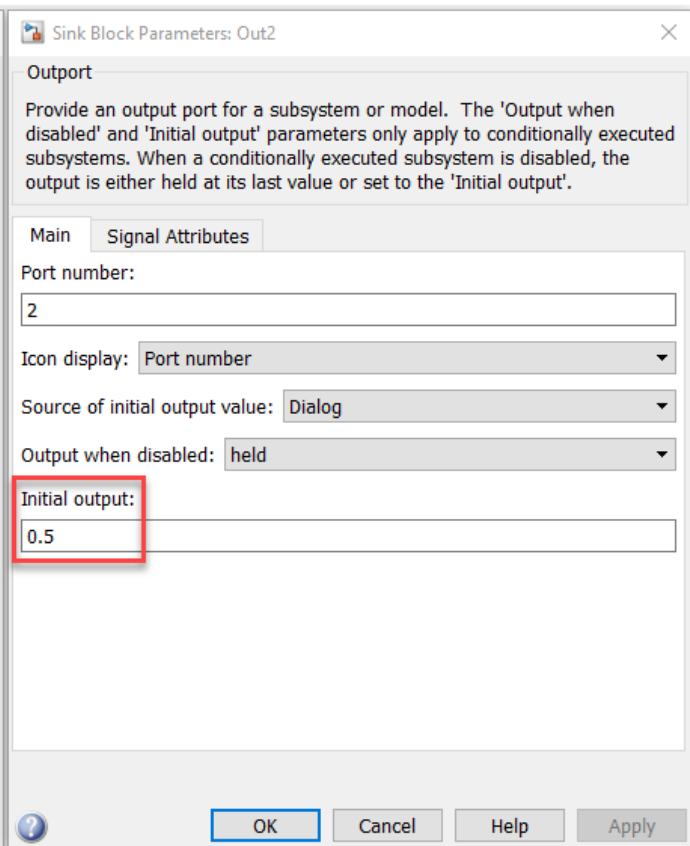 Sink Block Parameters: Out2
Outport
Provide an output port for a subsystem or model.  The 'Output when
disabled' and 'Initial output' parameters only apply to conditionally executed
subsystems. When a conditionally executed subsystem is disabled, the
output is either held at its last value or set to the 'Initial output'.
Main Signal Attributes
Port number:
2
Icon display: Port number
Source of initial output value: Dialog
Output when disabled: held
Initial output:
0.5
? OK Cancel Help Apply